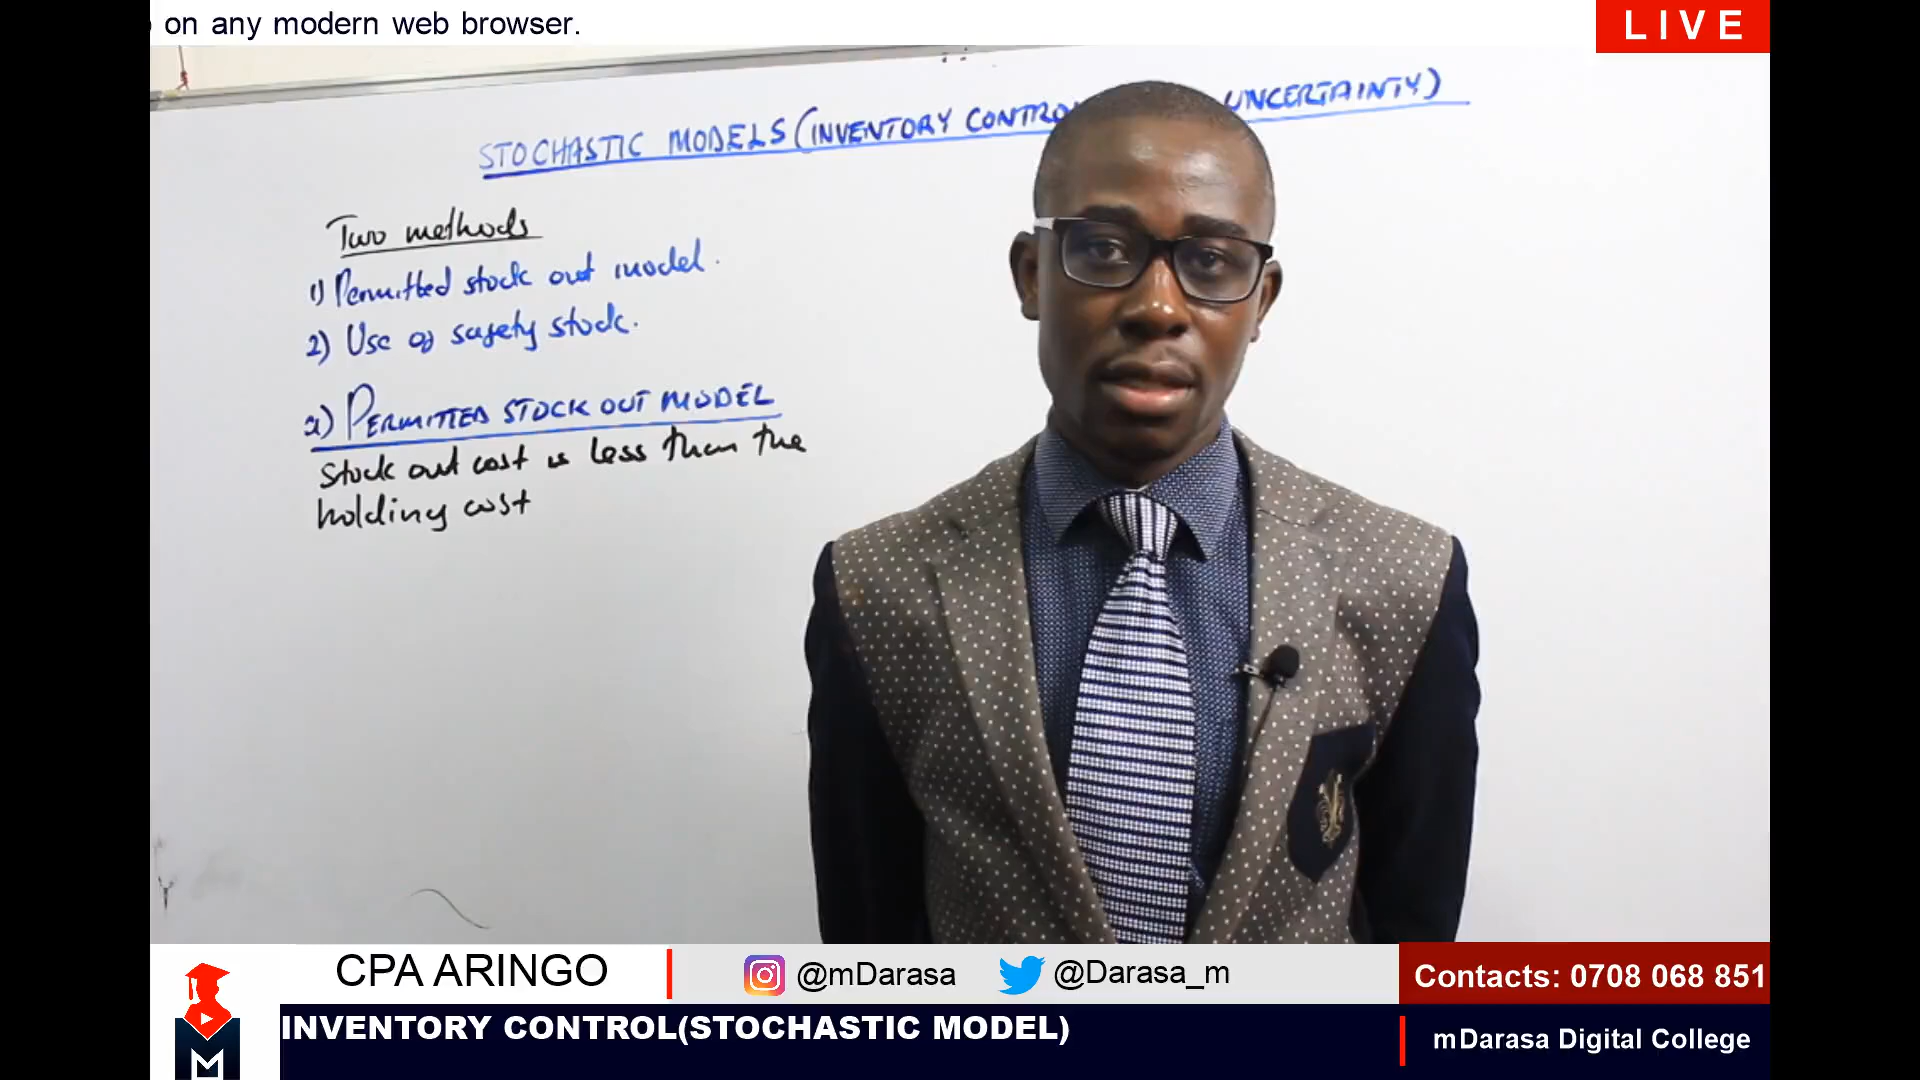 on any modern web browser.
LIVE
STOCHASTIC MODELS (INVENTORY CONTRO UNCERTAINTY)
Two methods
1) Permitted stock out model.
2) Use of safety stock.
a) PERMITTED STOCK OUT MODEL
Stock out cost is less than the
holding cost
CPA ARINGO
@mDarasa
@Darasa_m
Contacts: 0708 068 851
INVENTORY CONTROL(STOCHASTIC MODEL)
mDarasa Digital College
M